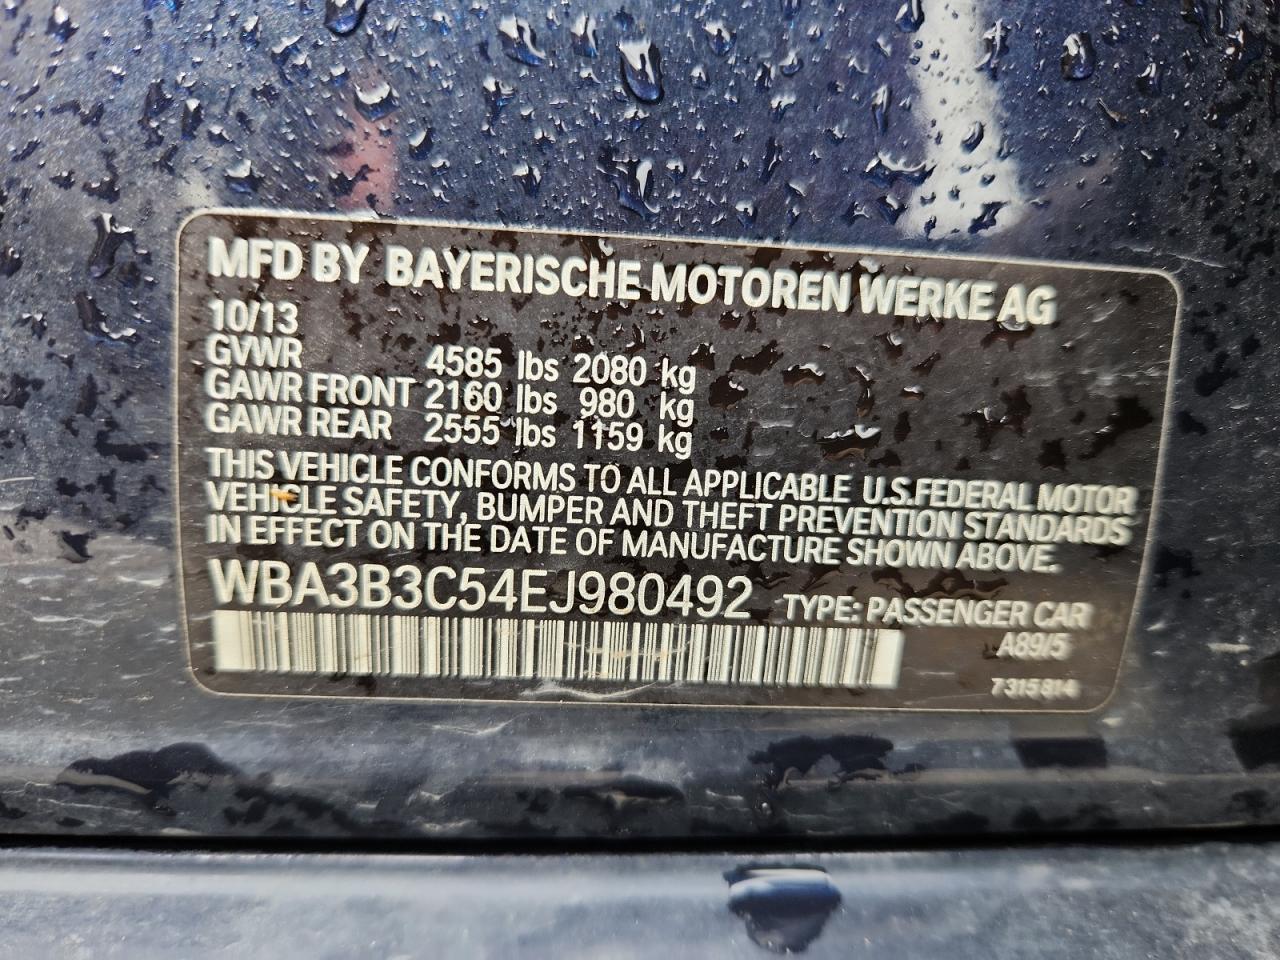 MFD BY BAYERISCHE MOTOREN WERKE AG
10/13
GVWR 4585 lbs 2080 kg
GAWR FRONT 2160 lbs 980 kg
GAWR REAR 2555 lbs 1159 kg
THIS VEHICLE CONFORMS TO ALL APPLICABLE U.S.FEDERAL MOTOR
VEHICLE SAFETY, BUMPER AND THEFT PREVENTION STANDARDS
IN EFFECT ON THE DATE OF MANUFACTURE SHOWN ABOVE.
WBA3B3C54EJ980492 TYPE: PASSENGER CAR
A89/5
7315814